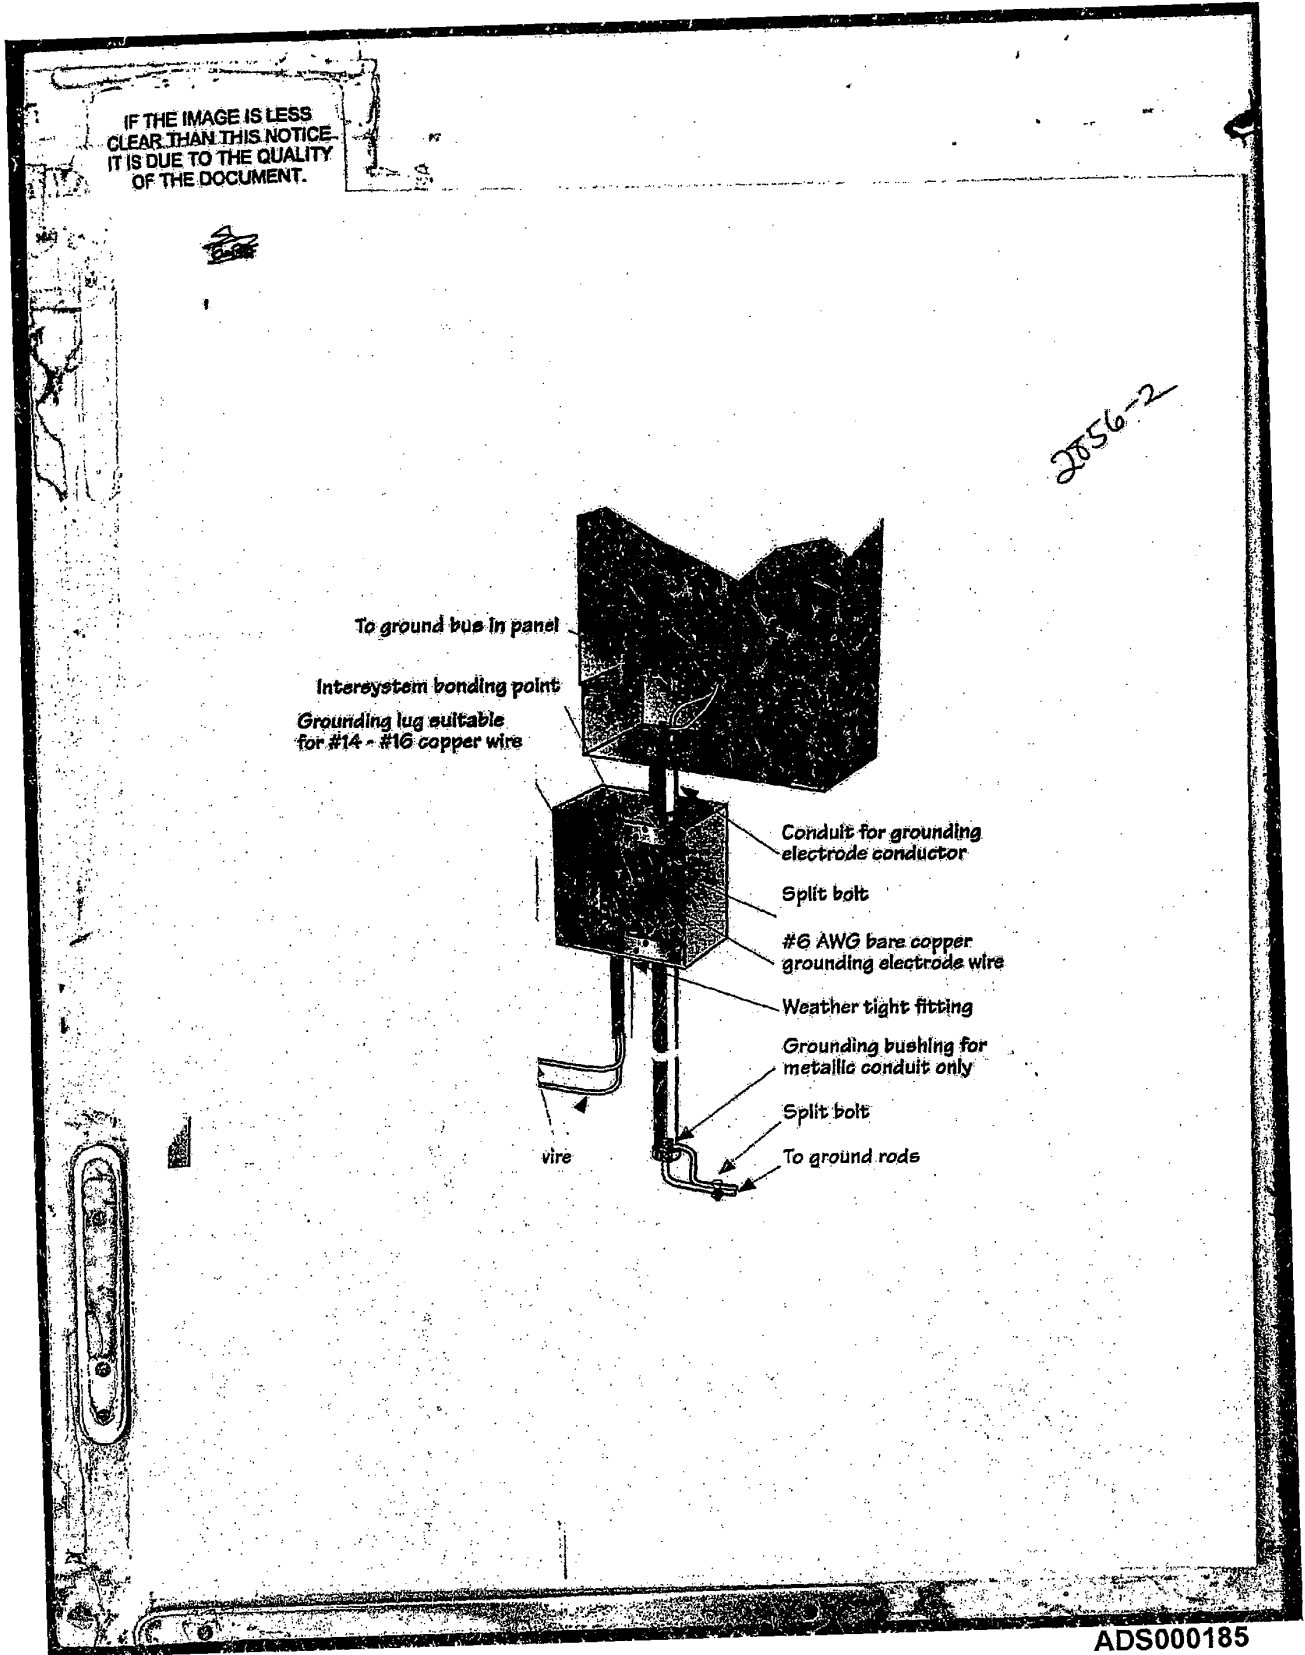 IF THE IMAGE IS LESS
CLEAR THAN THIS NOTICE
IT IS DUE TO THE QUALITY
OF THE DOCUMENT.
2856-2
To ground bus in panel
Intersystem bonding point
Grounding lug suitable
for #14 - #16 copper wire
Conduit for grounding
electrode conductor
Split bolt
#6 AWG bare copper
grounding electrode wire
Weather tight fitting
Grounding bushing for
metallic conduit only
Split bolt
vire
To ground rods
ADS000185